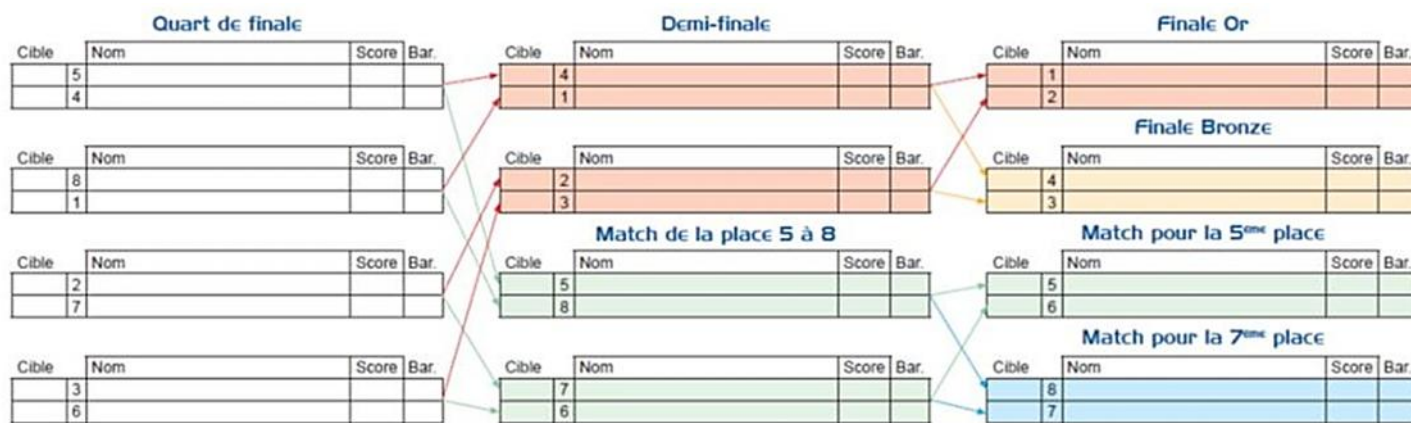 Quart de finale
Demi-finale
Finale Or
Cible Nom Score Bar.
Cible Nom Score Bar.
Cible Nom Score Bar.
5
4
1
4
1
2
Finale Bronze
Cible Nom Score Bar.
Cible Nom Score Bar.
Cible Nom Score Bar.
8
2
4
1
3
3
Match de la place 5 à 8
Match pour la 5eme place
Cible Nom Score Bar.
Cible Nom Score Bar.
Cible Nom Score Bar.
2
5
5
7
8
6
Match pour la 7eme place
Cible Nom Score Bar.
Cible Nom Score Bar.
Cible Nom Score Bar.
3
7
8
6
6
7